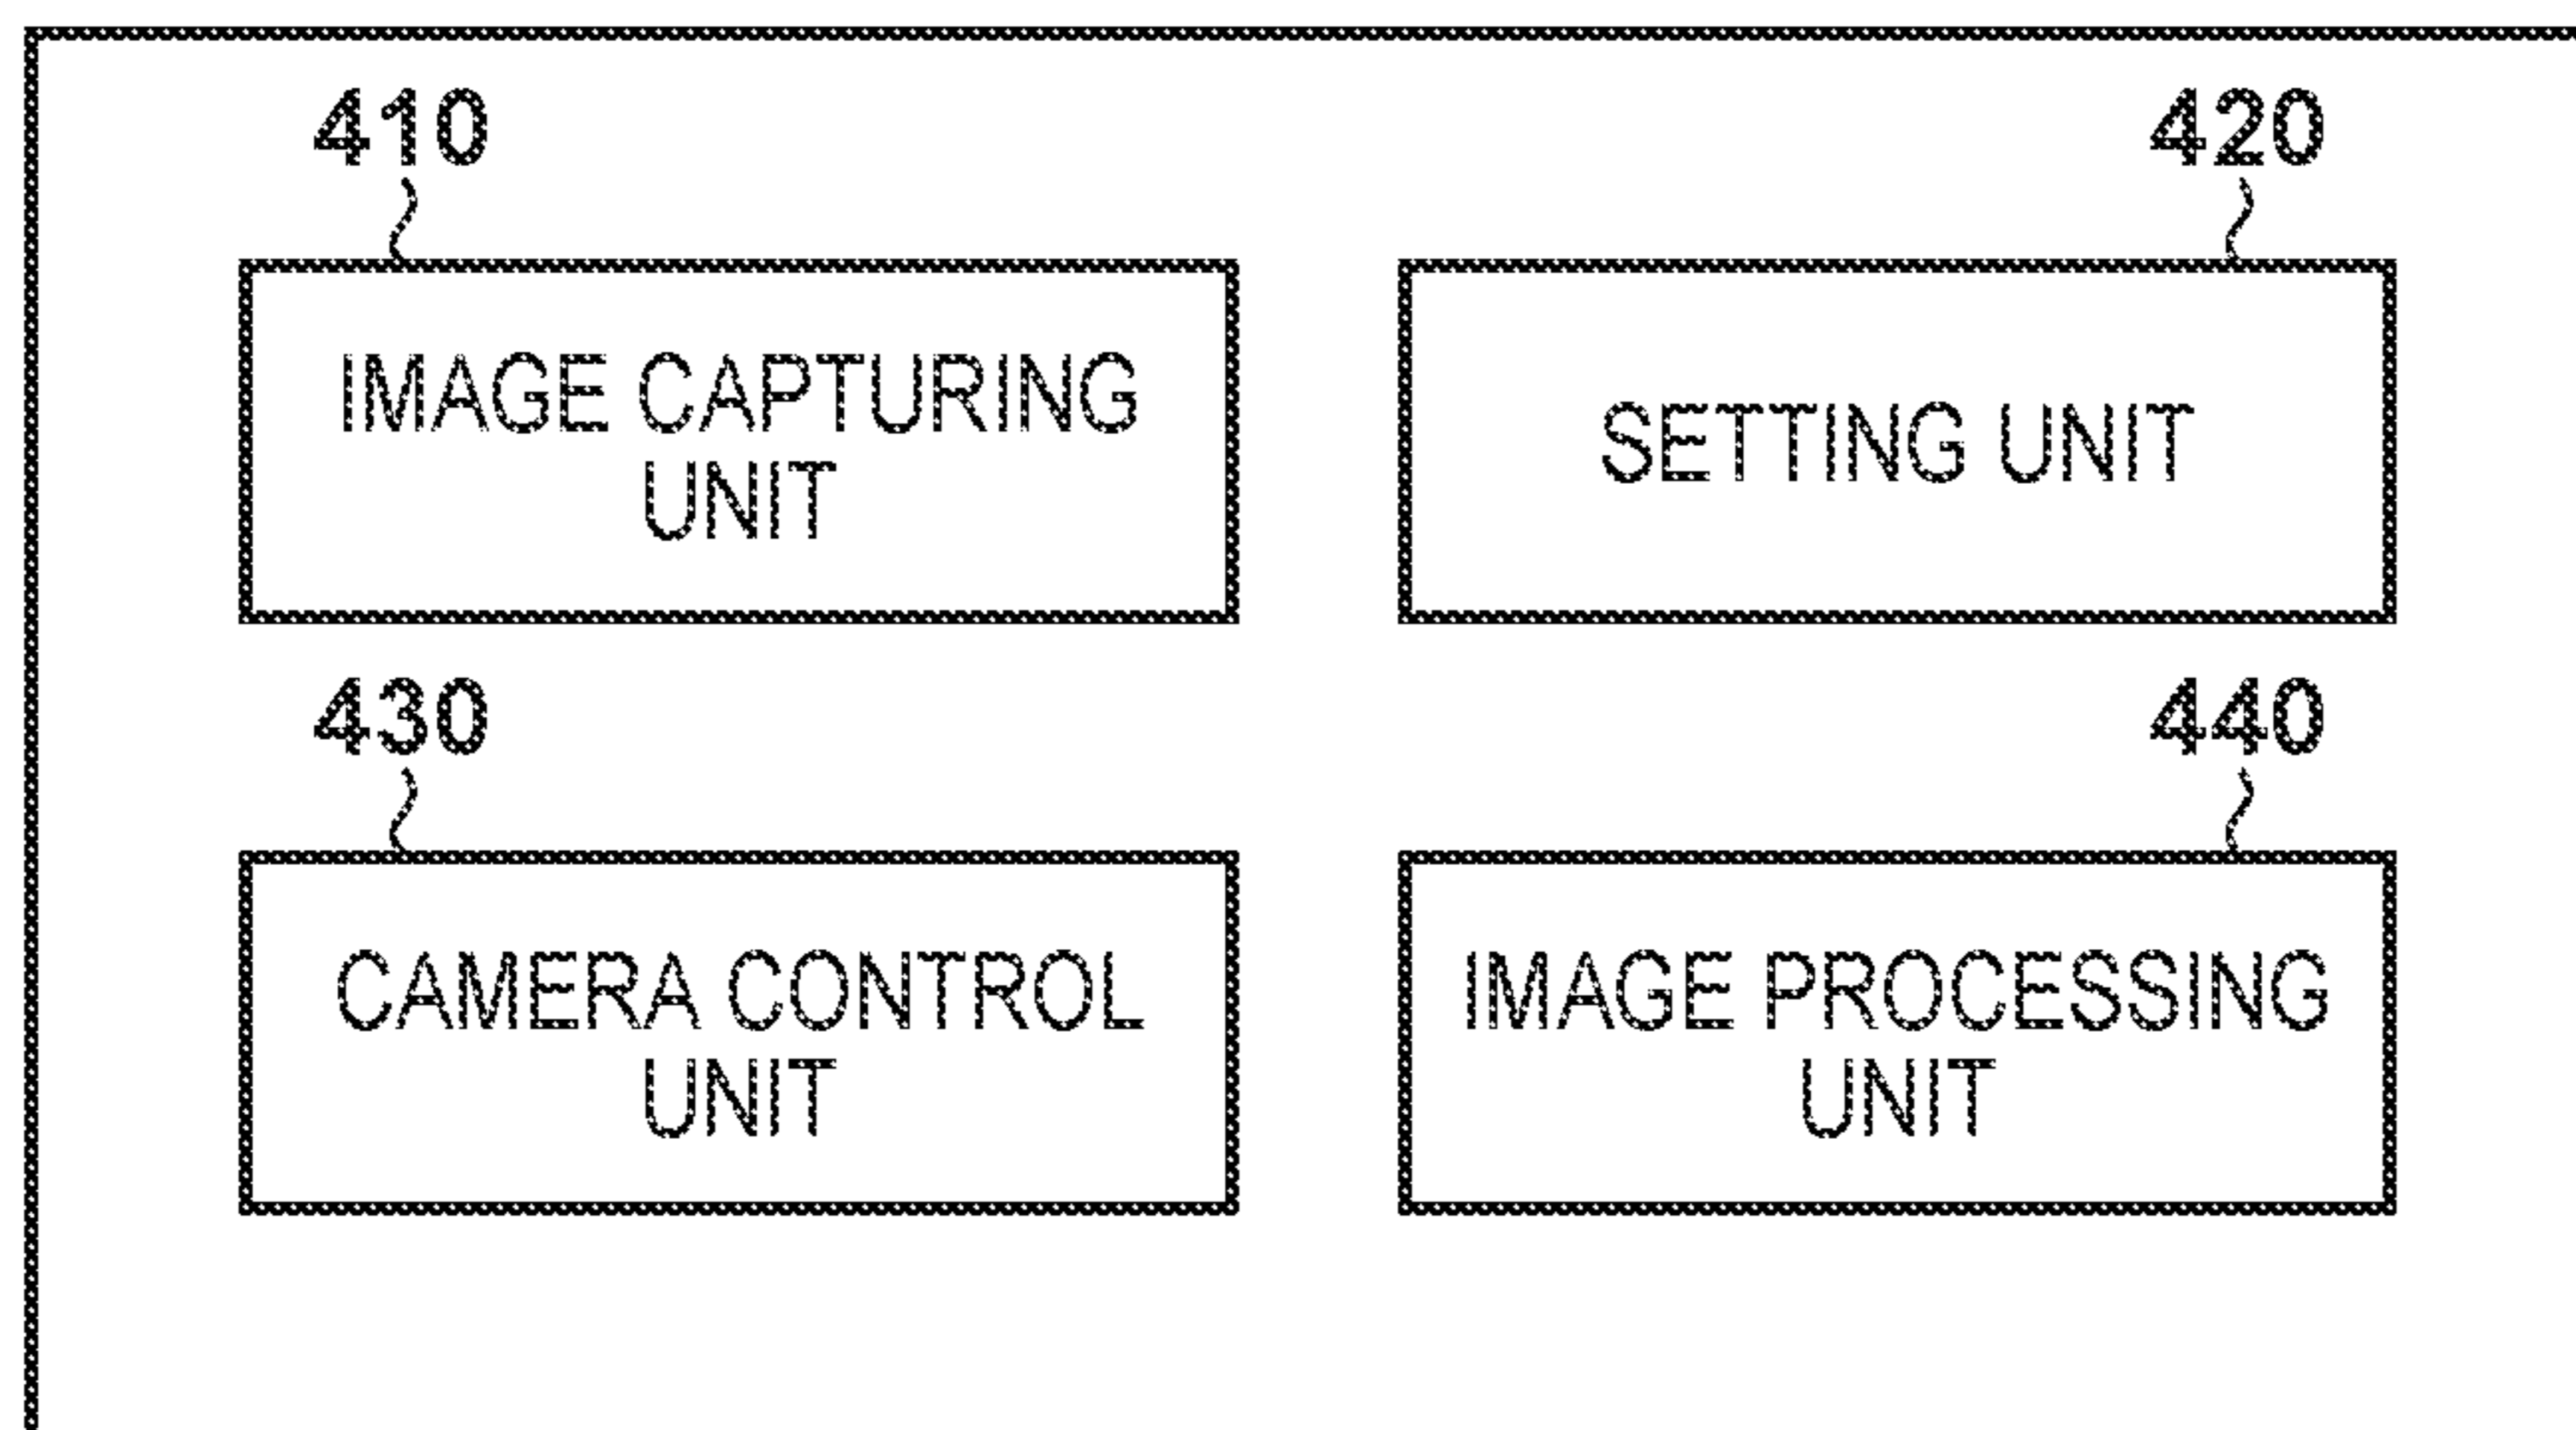 410
420
IMAGE CAPTURING
UNIT
SETTING UNIT
430
440
CAMERA CONTROL
UNIT
IMAGE PROCESSING
UNIT